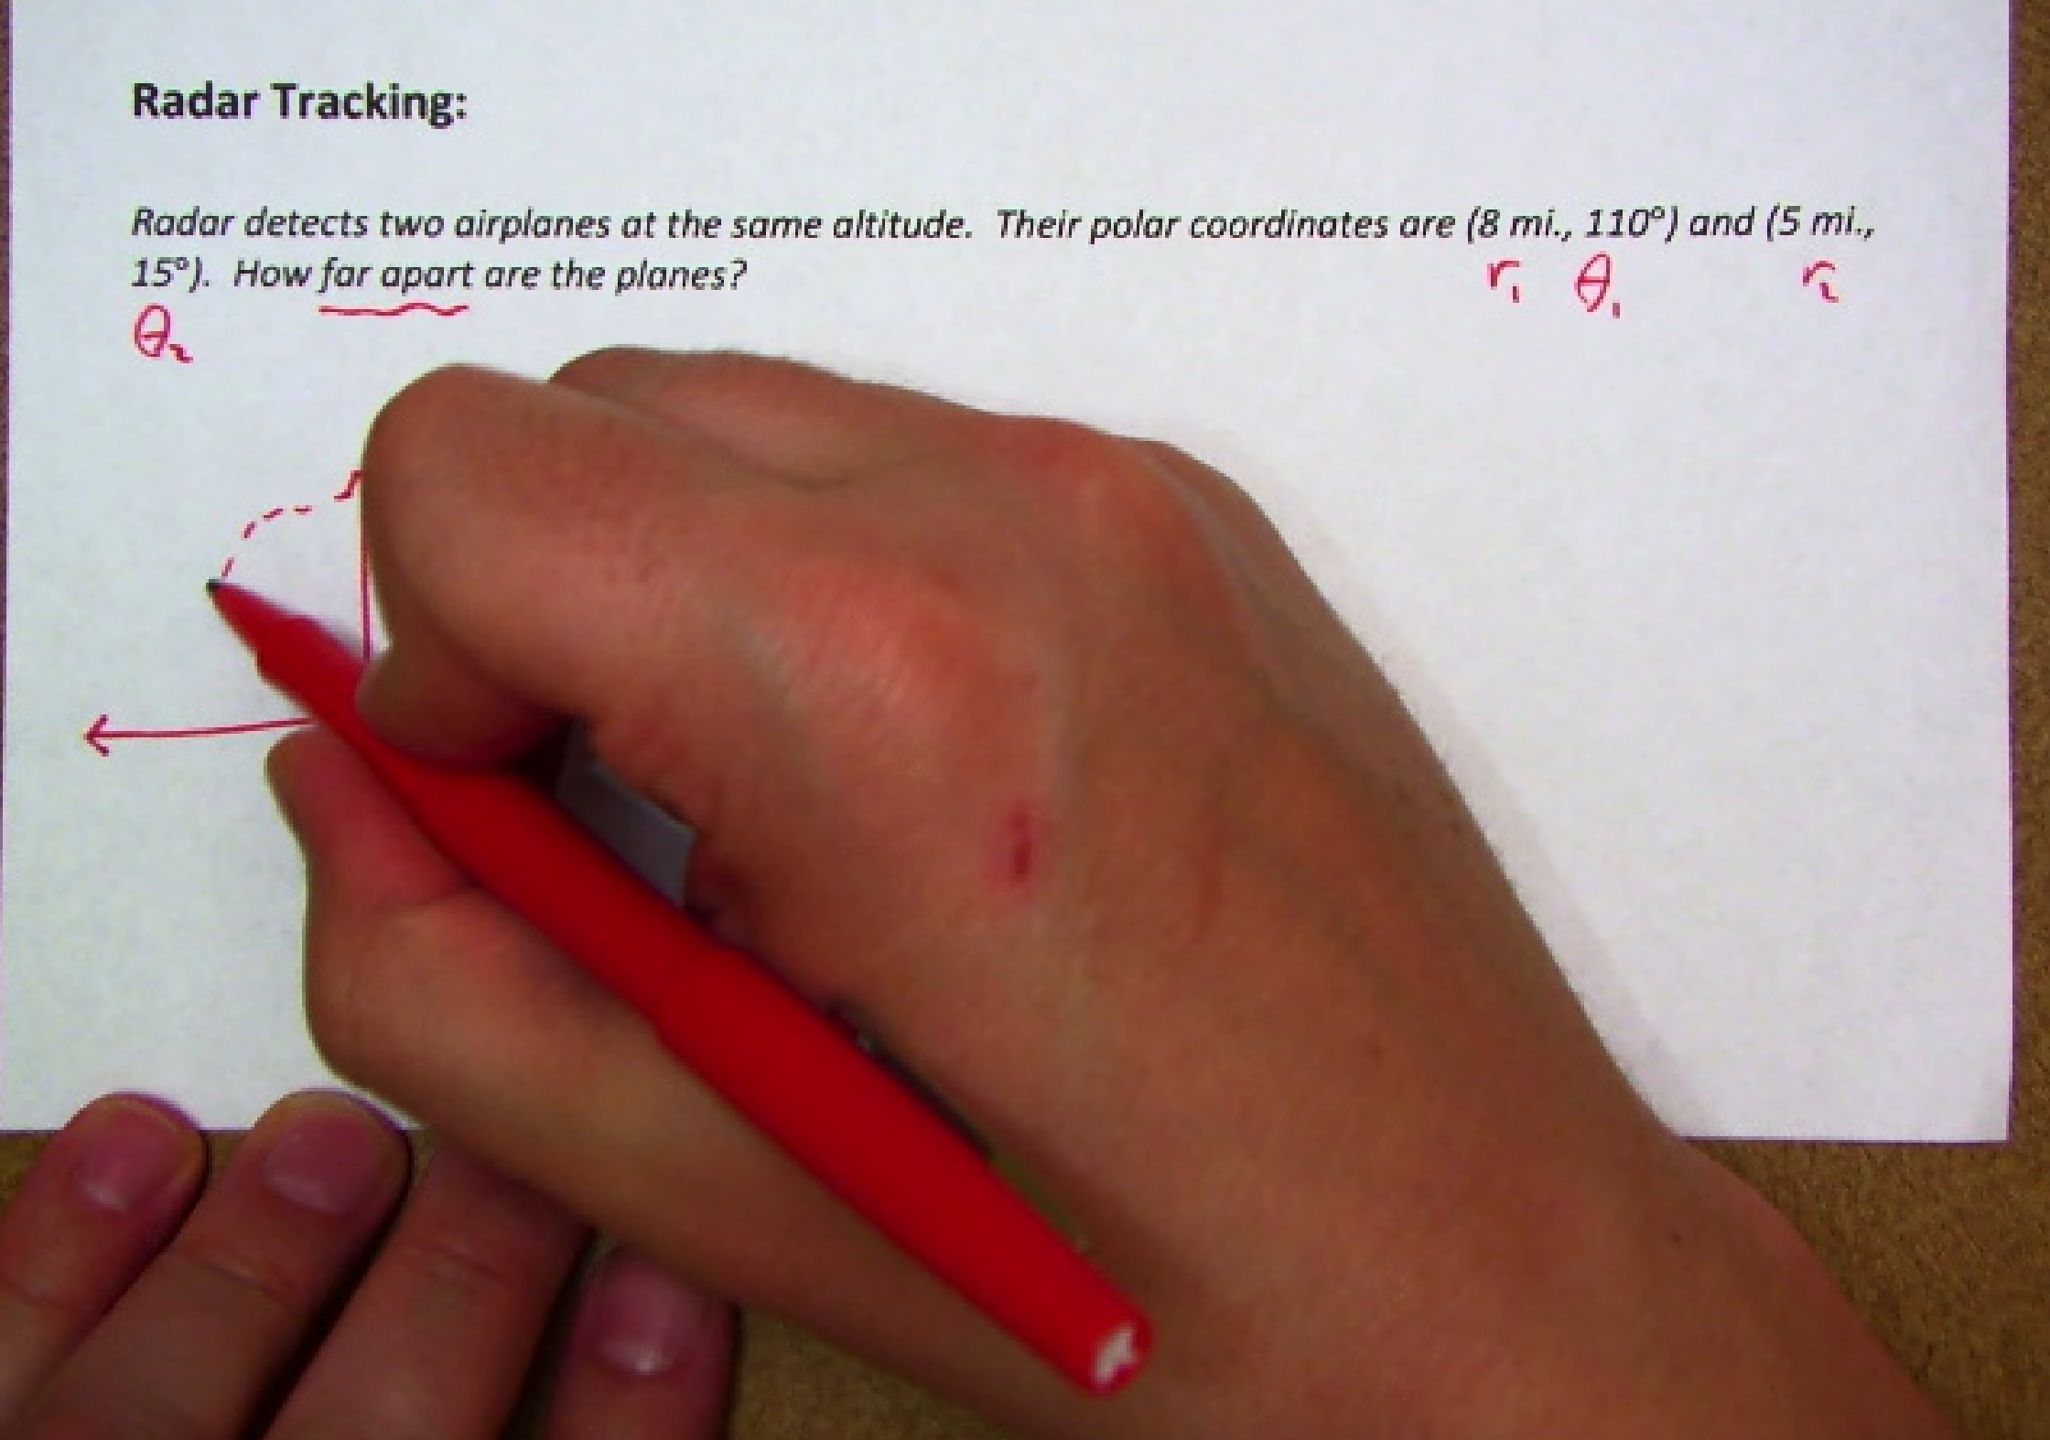 Radar Tracking:
Radar detects two airplanes at the same altitude. Their polar coordinates are (8 mi., 110°) and (5 mi.,
r₁ θ₁ r₂
15°). How far apart are the planes?
θ₂